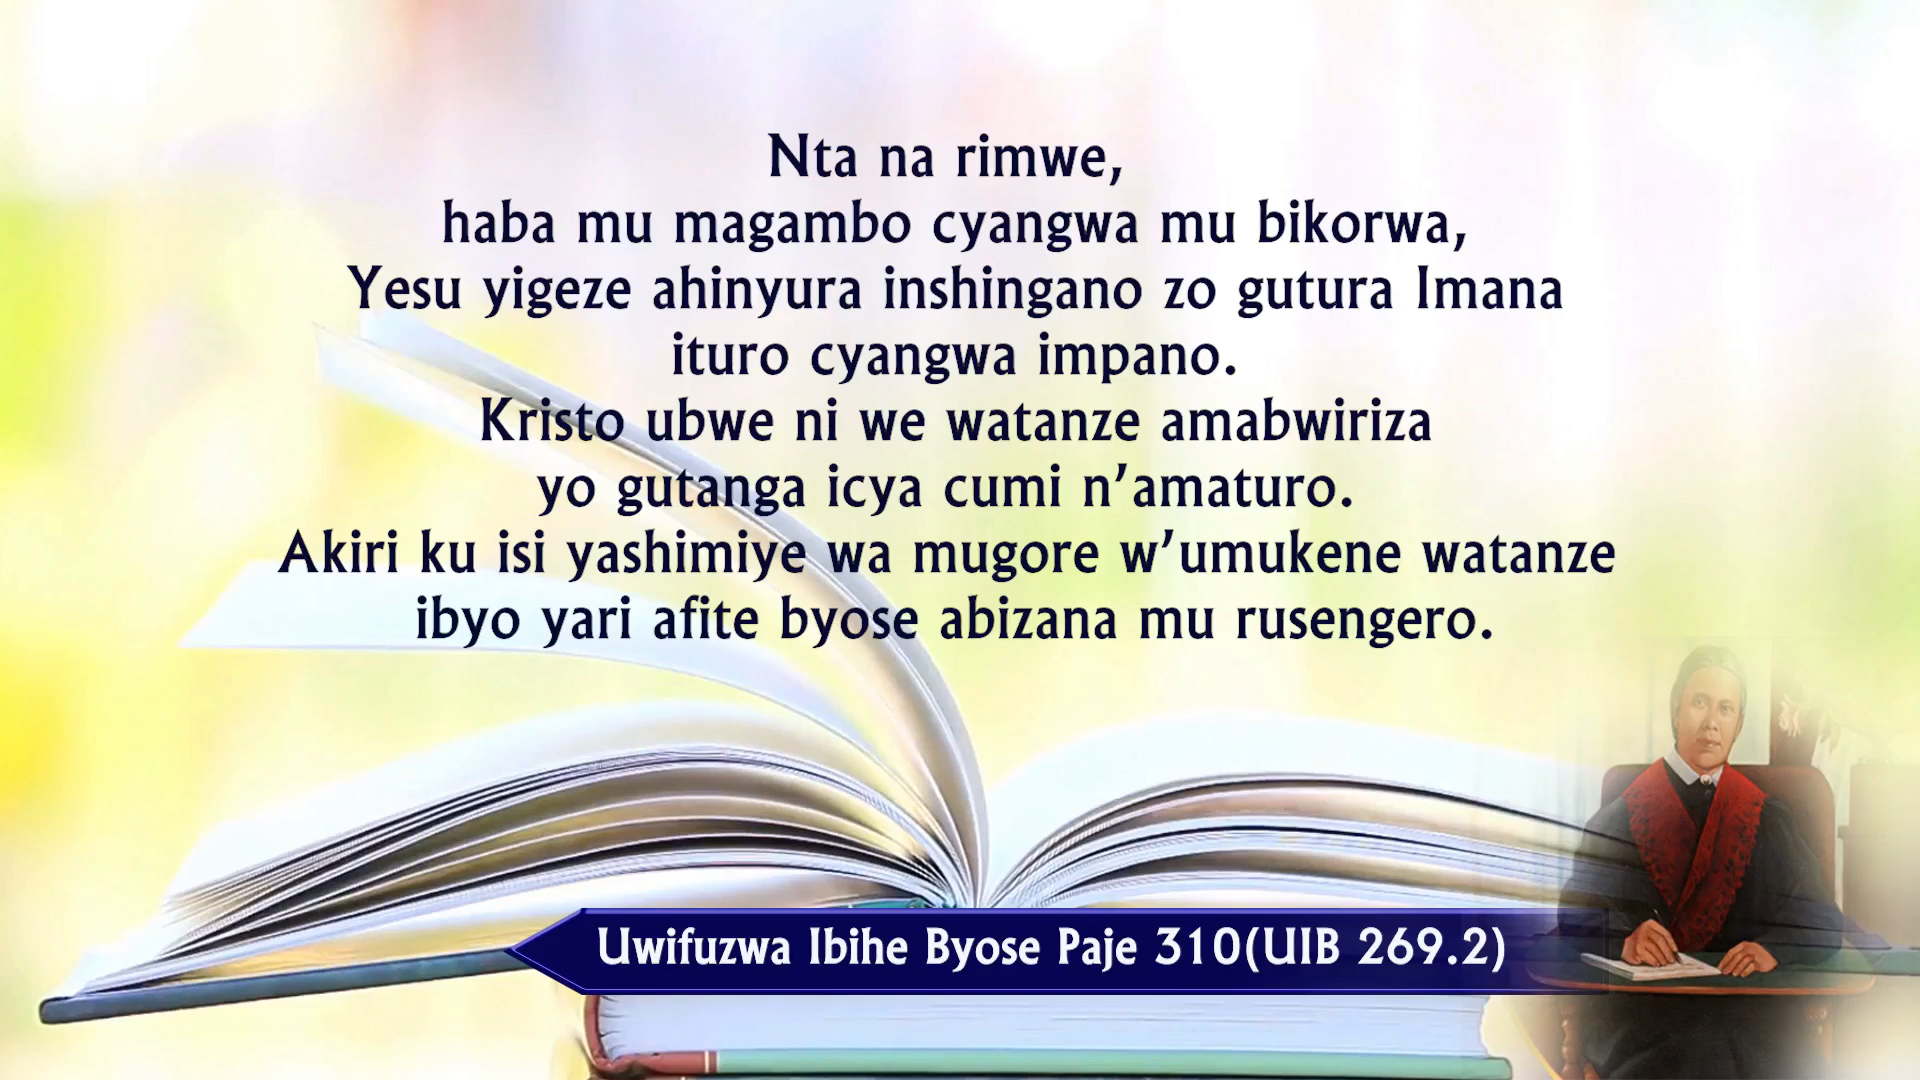 Nta na rimwe,
haba mu magambo cyangwa mu bikorwa,
Yesu yigeze ahinyura inshingano zo gutura Imana
ituro cyangwa impano.
Kristo ubwe ni we watanze amabwiriza
yo gutanga icya cumi n’amaturo.
Akiri ku isi yashimiye wa mugore w’umukene watanze
ibyo yari afite byose abizana mu rusengero.
Uwifuzwa Ibihe Byose Paje 310(UIB 269.2)